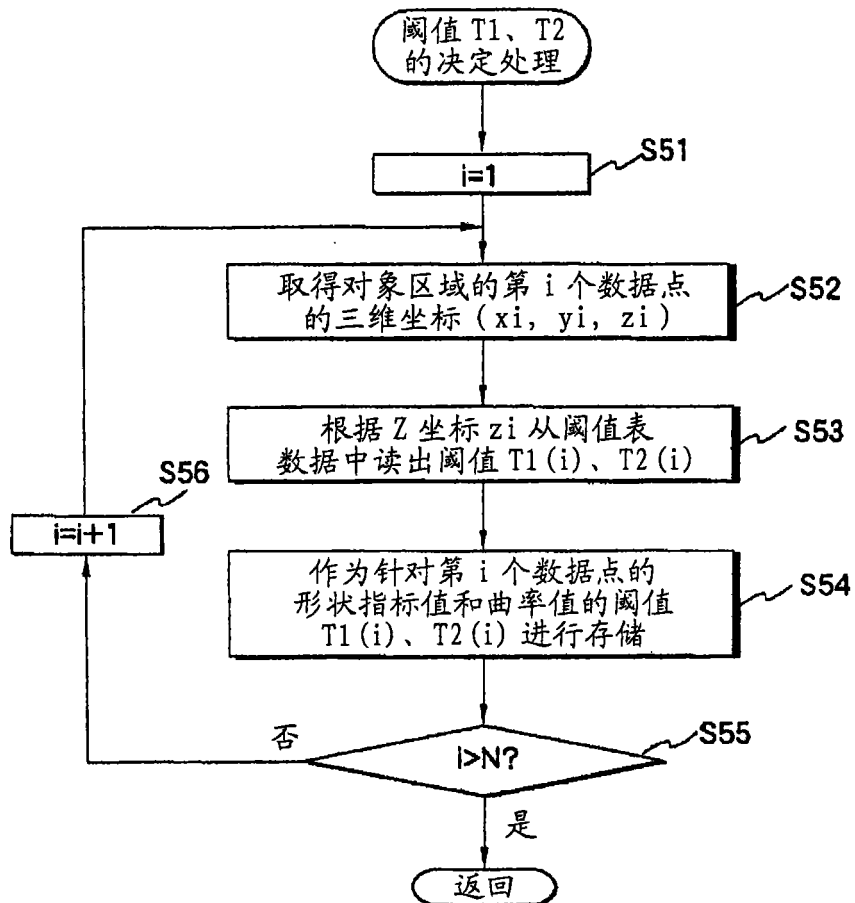 阈值 T1、T2
的决定处理
S51
i=1
取得对象区域的第 i 个数据点
的三维坐标 (xi, yi, zi)
S52
根据 Z 坐标 zi 从阈值表
数据中读出阈值 T1(i)、T2(i)
S53
S56
i=i+1
作为针对第 i 个数据点的
形状指标值和曲率值的阈值
T1(i)、T2(i) 进行存储
S54
否
i>N?
S55
是
返回